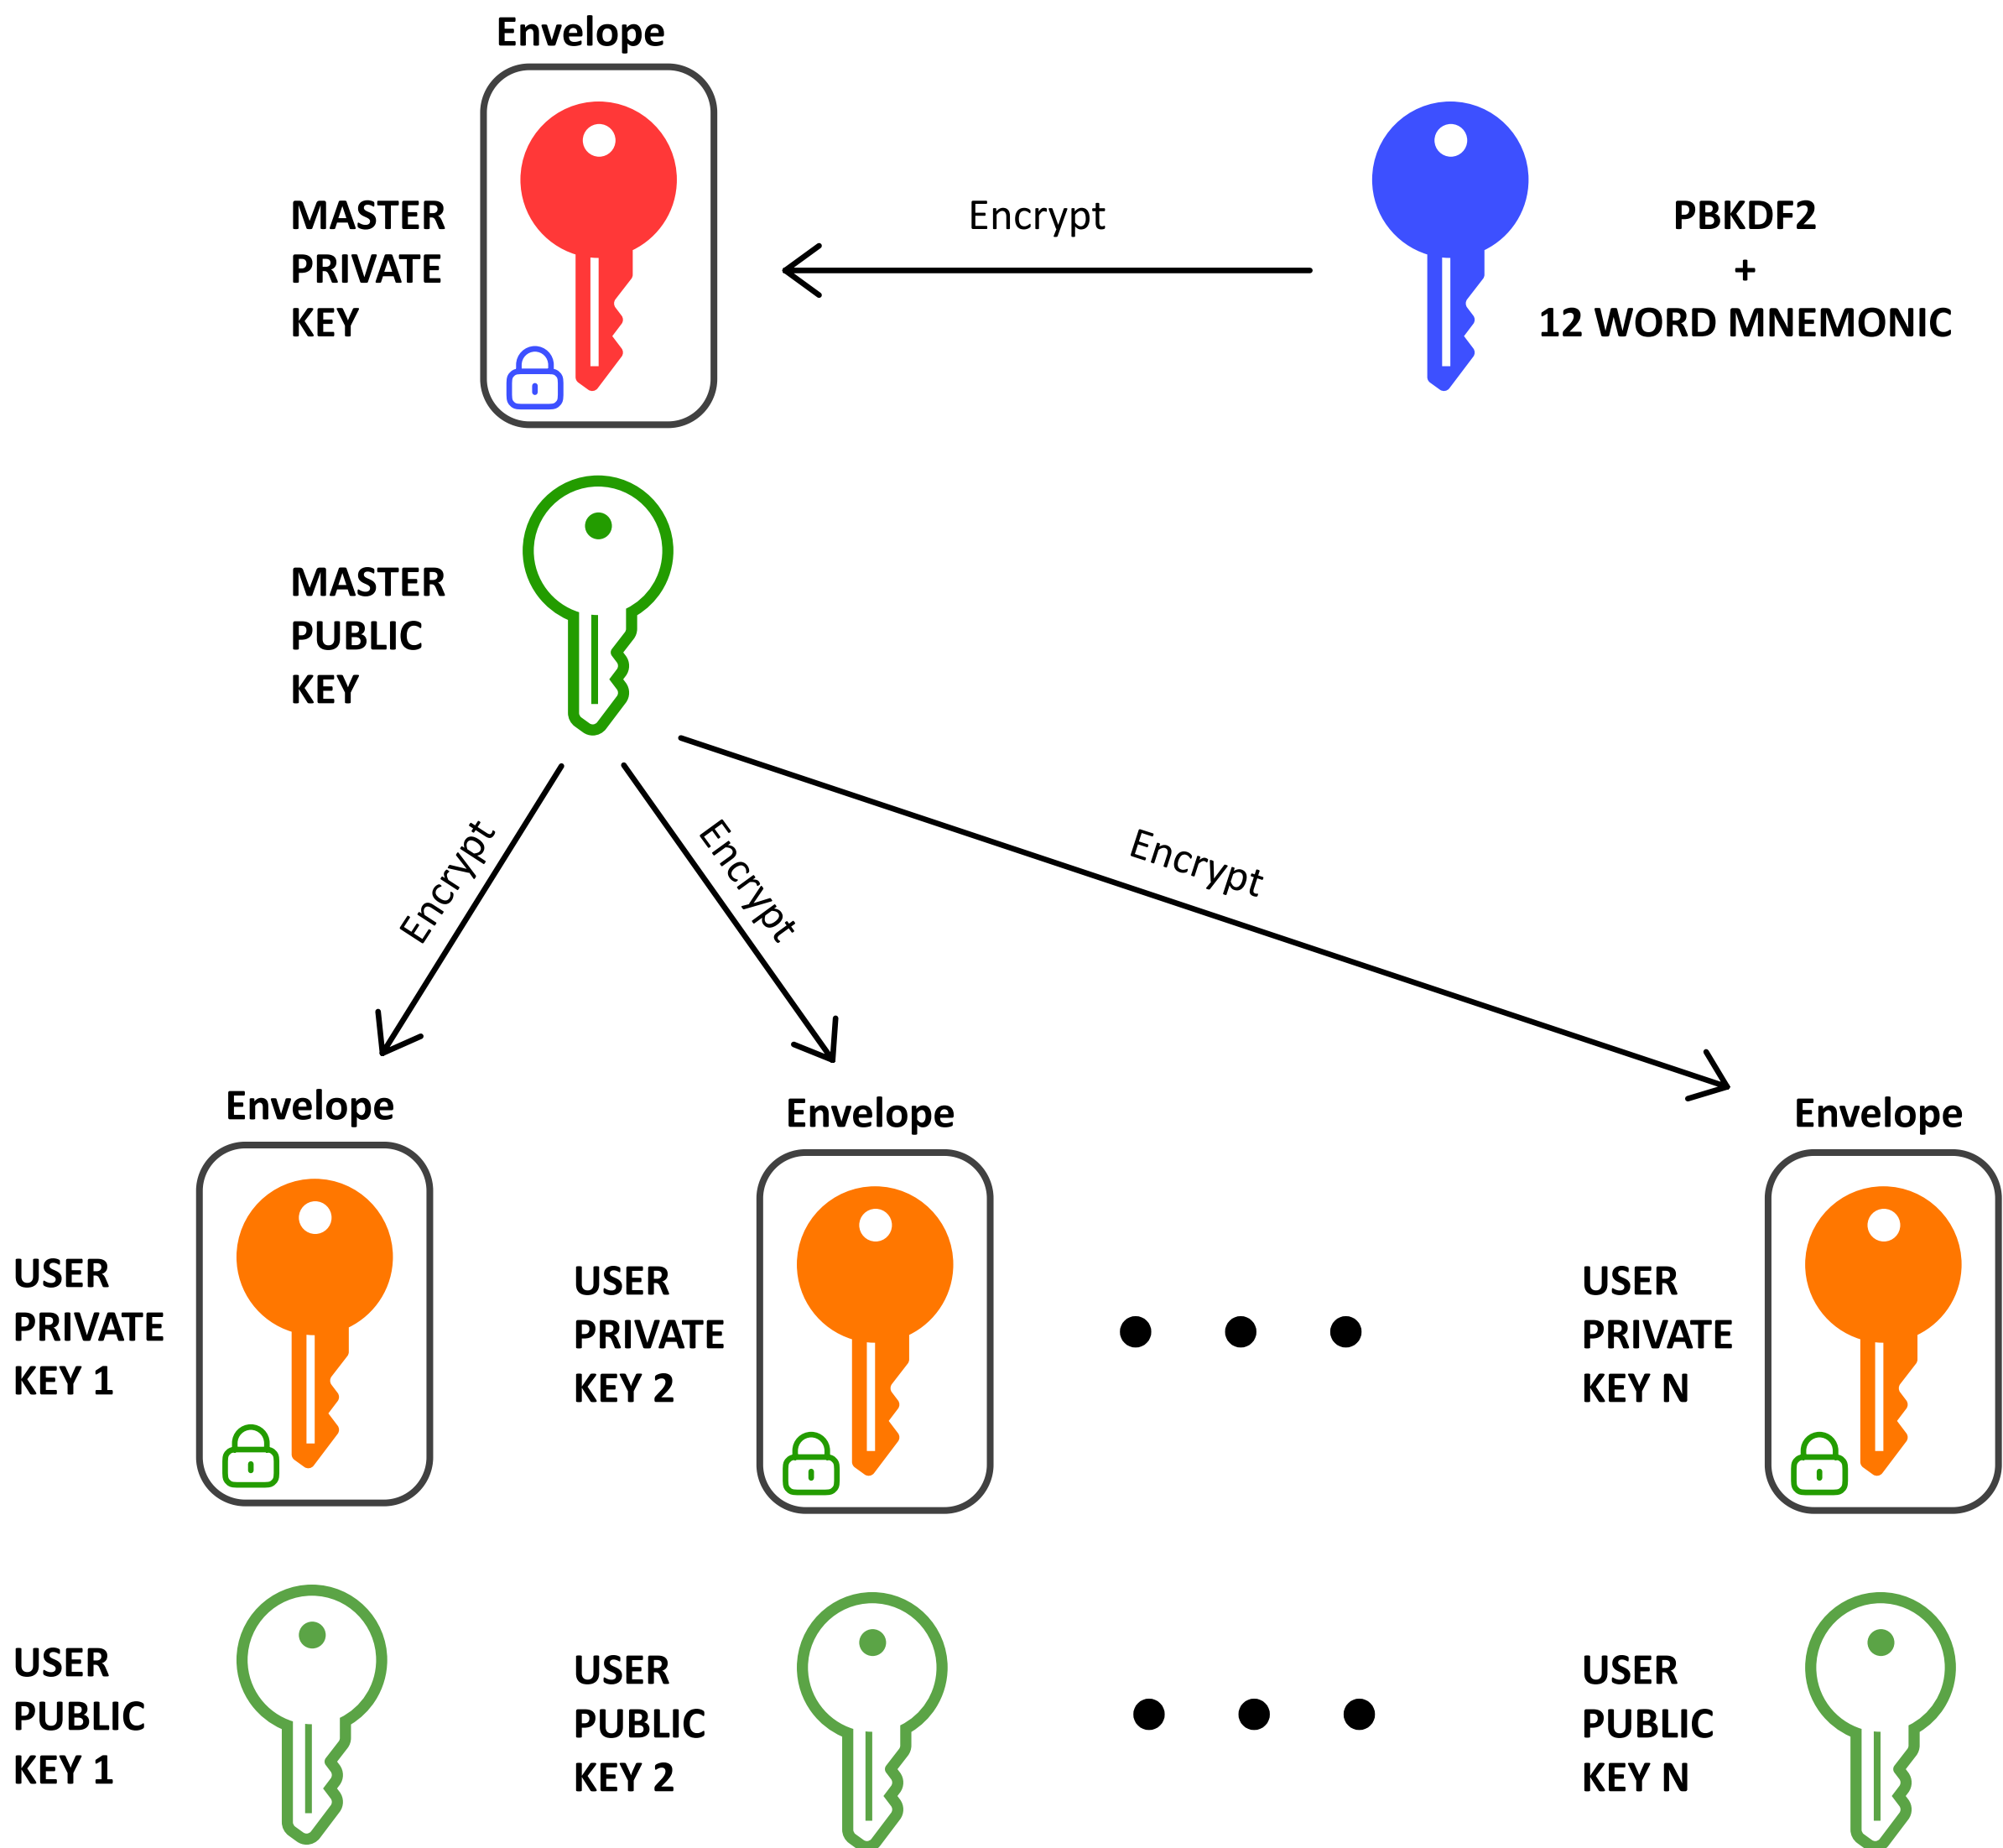 Envelope
MASTER
PRIVATE
KEY
Encrypt
PBKDF2
+
12 WORD MNEMONIC
MASTER
PUBLIC
KEY
Encrypt
Encrypt
Encrypt
Envelope
Envelope
Envelope
USER
PRIVATE
KEY 1
USER
PRIVATE
KEY 2
USER
PRIVATE
KEY N
USER
PUBLIC
KEY 1
USER
PUBLIC
KEY 2
USER
PUBLIC
KEY N